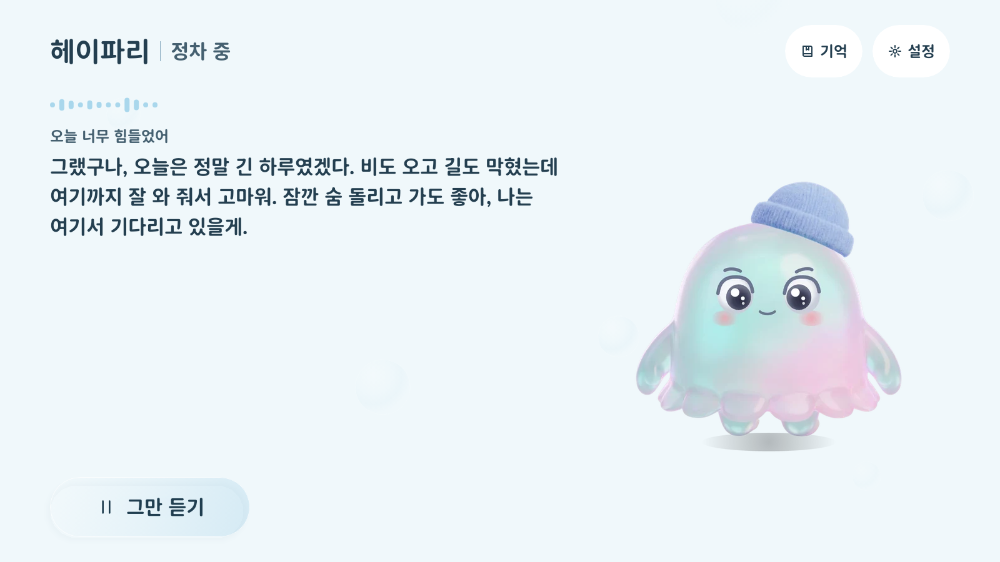 헤이파리 | 정차 중
기억
설정
오늘 너무 힘들었어
그랬구나, 오늘은 정말 긴 하루였겠다. 비도 오고 길도 막혔는데
여기까지 잘 와 줘서 고마워. 잠깐 숨 돌리고 가도 좋아, 나는
여기서 기다리고 있을게.
그만 듣기